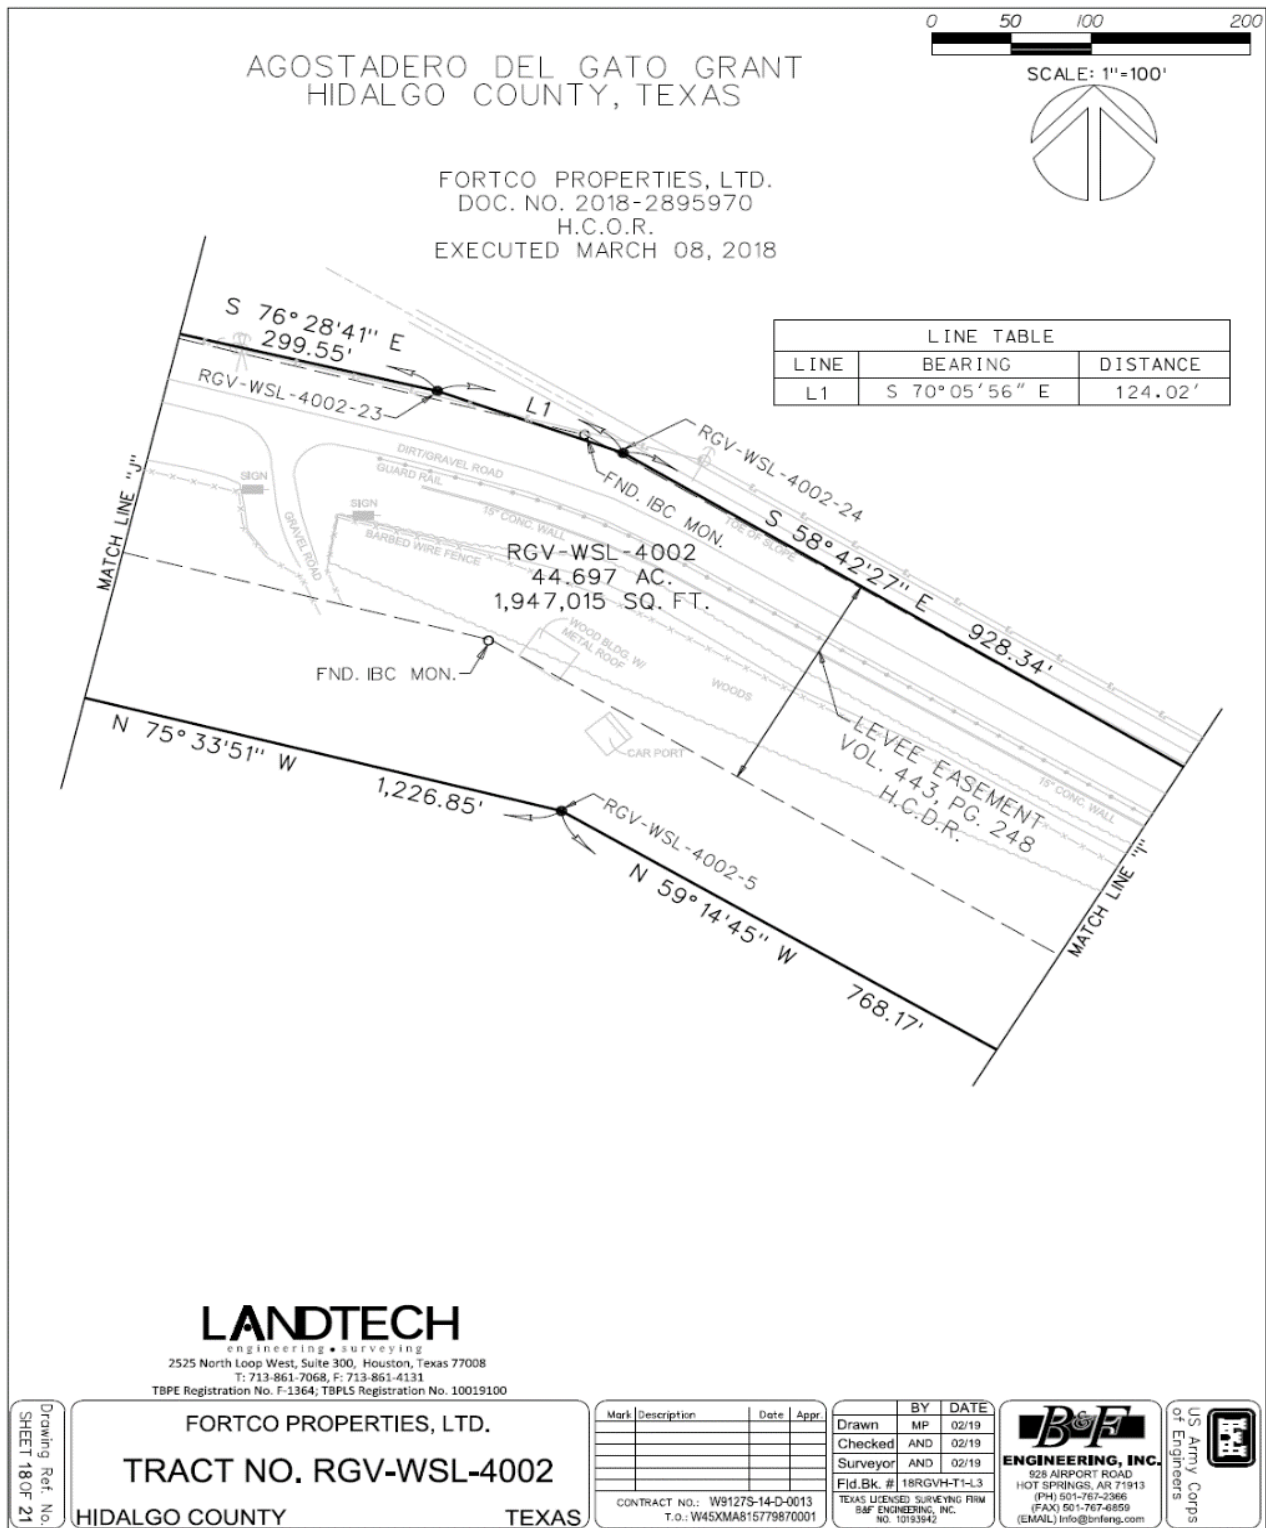 0 50 100 200
SCALE: 1"=100'
AGOSTADERO DEL GATO GRANT
HIDALGO COUNTY, TEXAS
FORTCO PROPERTIES, LTD.
DOC. NO. 2018-2895970
H.C.O.R.
EXECUTED MARCH 08, 2018
LINE TABLE
LINE BEARING DISTANCE
L1 S 70°05'56" E 124.02'
S 76°28'41" E
299.55'
RGV-WSL-4002-23
L1
RGV-WSL-4002-24
FND. IBC MON.
DIRT/GRAVEL ROAD
GUARD RAIL
15" CONC. WALL
BARBED WIRE FENCE
SIGN
SIGN
GRAVEL ROAD
MATCH LINE "J"
TOE OF SLOPE
S 58°42'27" E 928.34'
RGV-WSL-4002
44.697 AC.
1,947,015 SQ. FT.
WOOD BLDG. W/
METAL ROOF
FND. IBC MON.
WOODS
CAR PORT
LEVEE EASEMENT
VOL. 443, PG. 248
H.C.D.R.
15" CONC. WALL
MATCH LINE "I"
N 75°33'51" W 1,226.85'
RGV-WSL-4002-5
N 59°14'45" W 768.17'
LANDTECH
engineering • surveying
2525 North Loop West, Suite 300, Houston, Texas 77008
T: 713-861-7068, F: 713-861-4131
TBPE Registration No. F-1364; TBPLS Registration No. 10019100
Drawing Ref. No.
SHEET 18OF 21
FORTCO PROPERTIES, LTD.
TRACT NO. RGV-WSL-4002
HIDALGO COUNTY TEXAS
Mark Description Date Appr.
CONTRACT NO.: W9127S-14-D-0013
T.O.: W45XMA815779870001
BY DATE
Drawn MP 02/19
Checked AND 02/19
Surveyor AND 02/19
Fld.Bk. # 18RGVH-T1-L3
TEXAS LICENSED SURVEYING FIRM
B&F ENGINEERING, INC.
NO. 10193942
B&F
ENGINEERING, INC.
928 AIRPORT ROAD
HOT SPRINGS, AR 71913
(PH) 501-767-2366
(FAX) 501-767-6859
(EMAIL) Info@bnfeng.com
US Army Corps
of Engineers